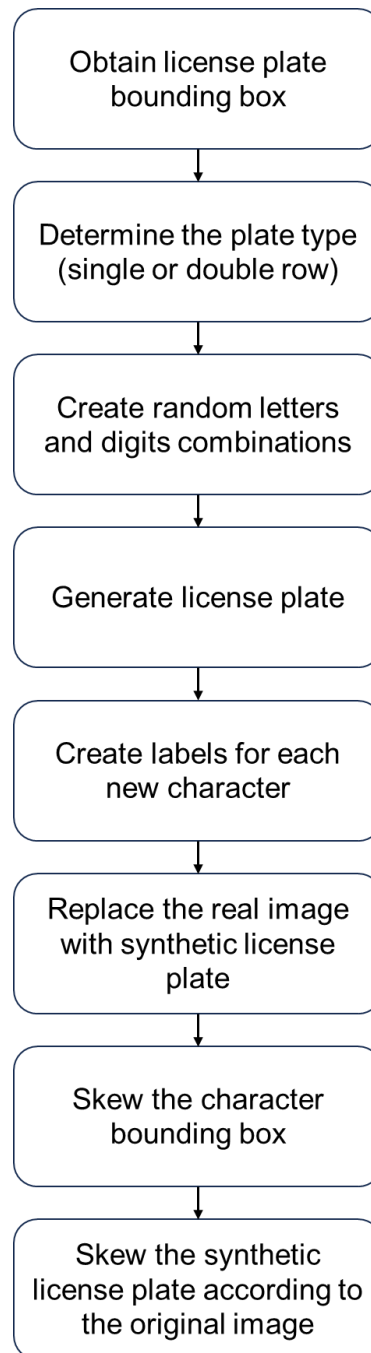 Obtain license plate
bounding box
Determine the plate type
(single or double row)
Create random letters
and digits combinations
Generate license plate
Create labels for each
new character
Replace the real image
with synthetic license
plate
Skew the character
bounding box
Skew the synthetic
license plate according to
the original image